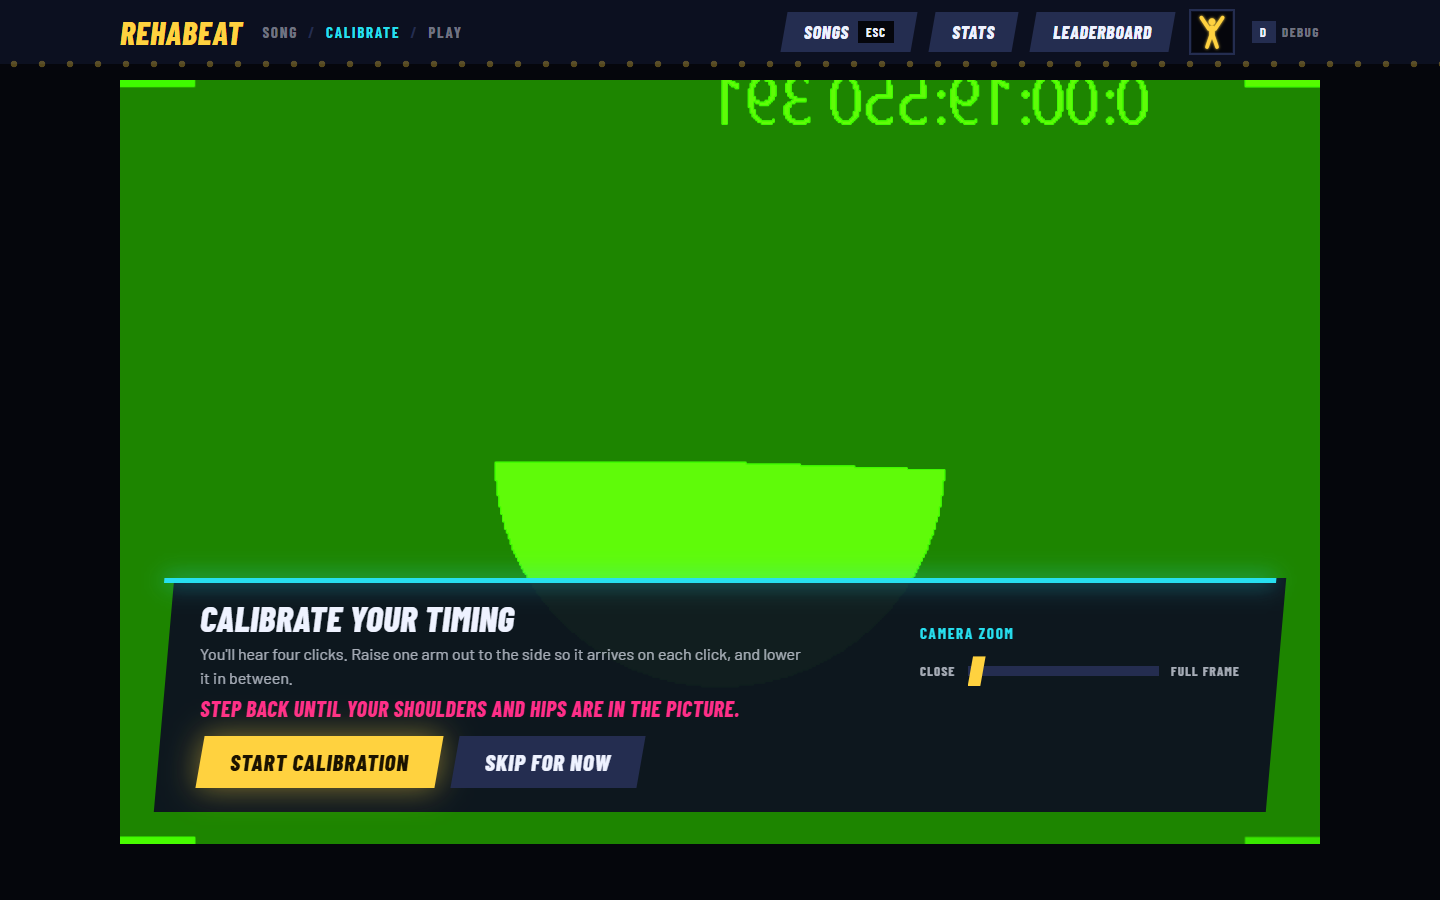 REHABEAT SONG / CALIBRATE / PLAY SONGS ESC STATS LEADERBOARD D DEBUG
0:00:19:550 391
CALIBRATE YOUR TIMING
You'll hear four clicks. Raise one arm out to the side so it arrives on each click, and lower
it in between.
STEP BACK UNTIL YOUR SHOULDERS AND HIPS ARE IN THE PICTURE.
START CALIBRATION SKIP FOR NOW
CAMERA ZOOM
CLOSE FULL FRAME